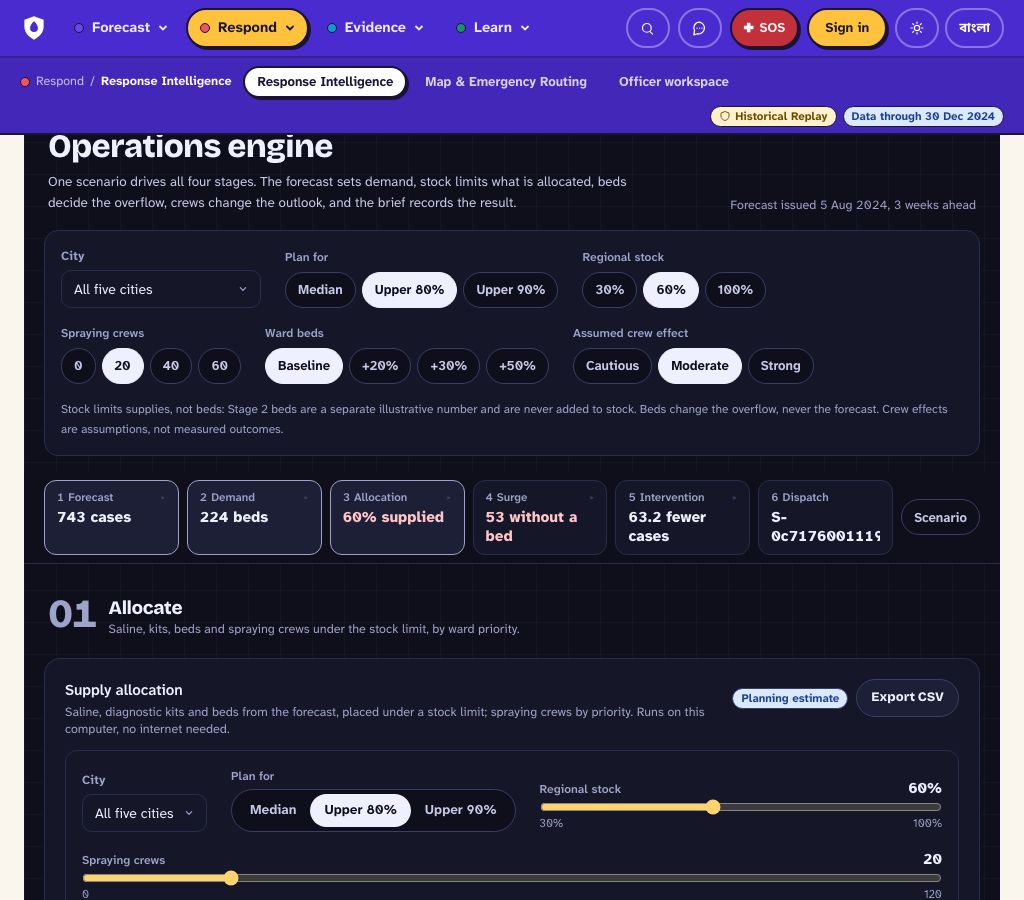 Forecast
Respond
Evidence
Learn
SOS
Sign in
বাংলা
Respond / Response Intelligence
Response Intelligence
Map & Emergency Routing
Officer workspace
Historical Replay
Data through 30 Dec 2024
Operations engine
One scenario drives all four stages. The forecast sets demand, stock limits what is allocated, beds
decide the overflow, crews change the outlook, and the brief records the result.
Forecast issued 5 Aug 2024, 3 weeks ahead
City
Plan for
Regional stock
All five cities
Median
Upper 80%
Upper 90%
30%
60%
100%
Spraying crews
Ward beds
Assumed crew effect
0
20
40
60
Baseline
+20%
+30%
+50%
Cautious
Moderate
Strong
Stock limits supplies, not beds: Stage 2 beds are a separate illustrative number and are never added to stock. Beds change the overflow, never the forecast. Crew effects
are assumptions, not measured outcomes.
1 Forecast
743 cases
2 Demand
224 beds
3 Allocation
60% supplied
4 Surge
53 without a
bed
5 Intervention
63.2 fewer
cases
6 Dispatch
S-
0c7176001119
Scenario
01
Allocate
Saline, kits, beds and spraying crews under the stock limit, by ward priority.
Supply allocation
Saline, diagnostic kits and beds from the forecast, placed under a stock limit; spraying crews by priority. Runs on this
computer, no internet needed.
Planning estimate
Export CSV
City
All five cities
Plan for
Median
Upper 80%
Upper 90%
Regional stock
60%
30%
100%
Spraying crews
20
0
120